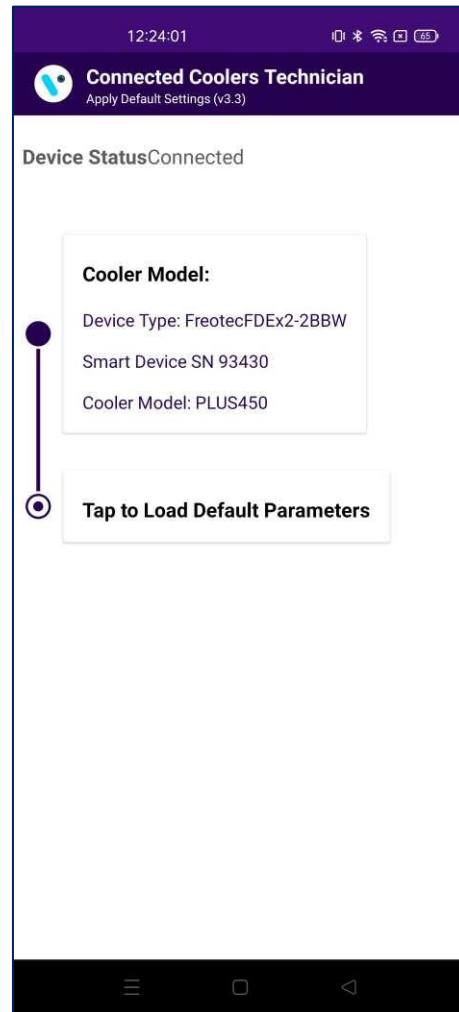 12:24:01
65
Connected Coolers Technician
Apply Default Settings (v3.3)
Device StatusConnected
Cooler Model:
Device Type: FreotecFDEx2-2BBW
Smart Device SN 93430
Cooler Model: PLUS450
Tap to Load Default Parameters